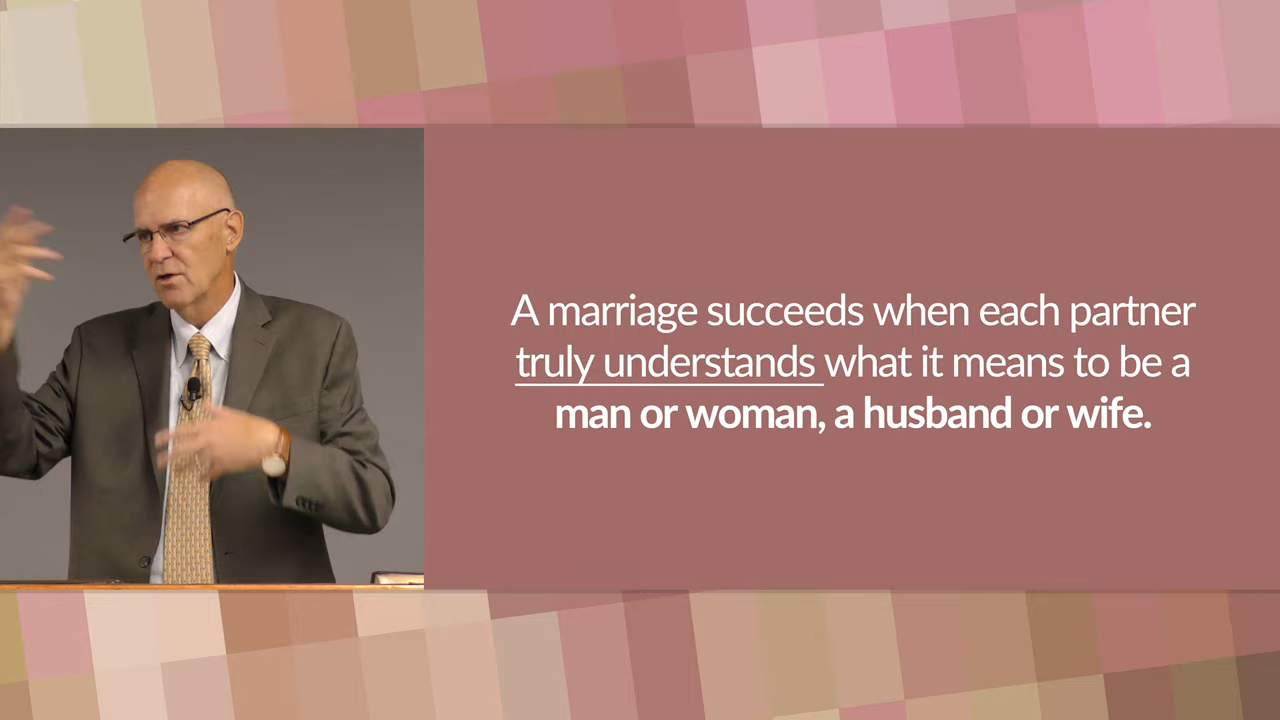 A marriage succeeds when each partner
truly understands what it means to be a
man or woman, a husband or wife.